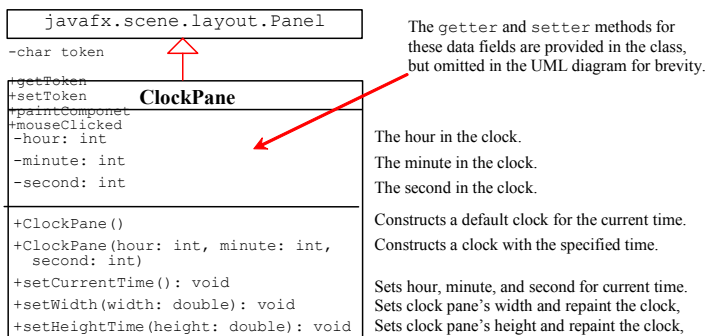 javafx.scene.layout.Panel
-char token
+getToken
+setToken
+paintComponet
+mouseClicked
ClockPane
-hour: int
-minute: int
-second: int
+ClockPane()
+ClockPane(hour: int, minute: int,
second: int)
+setCurrentTime(): void
+setWidth(width: double): void
+setHeightTime(height: double): void
The getter and setter methods for
these data fields are provided in the class,
but omitted in the UML diagram for brevity.
The hour in the clock.
The minute in the clock.
The second in the clock.
Constructs a default clock for the current time.
Constructs a clock with the specified time.
Sets hour, minute, and second for current time.
Sets clock pane’s width and repaint the clock,
Sets clock pane’s height and repaint the clock,